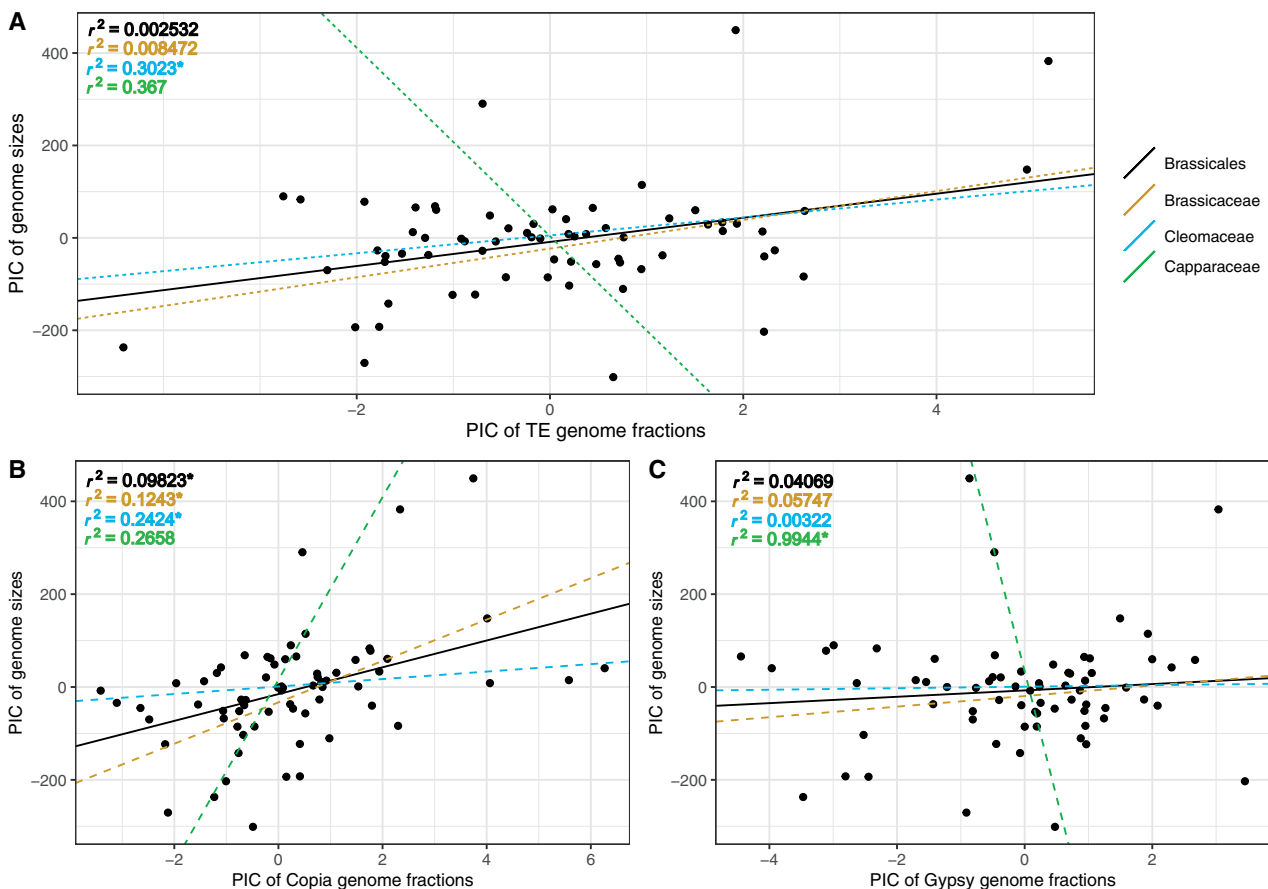 A
r² = 0.002532
r² = 0.008472
r² = 0.3023*
r² = 0.367
400
200
0
−200
PIC of genome sizes
−2
0
2
4
PIC of TE genome fractions
Brassicales
Brassicaceae
Cleomaceae
Capparaceae
B
r² = 0.09823*
r² = 0.1243*
r² = 0.2424*
r² = 0.2658
400
200
0
−200
PIC of genome sizes
−2
0
2
4
6
PIC of Copia genome fractions
C
r² = 0.04069
r² = 0.05747
r² = 0.00322
r² = 0.9944*
400
200
0
−200
PIC of genome sizes
−4
−2
0
2
PIC of Gypsy genome fractions